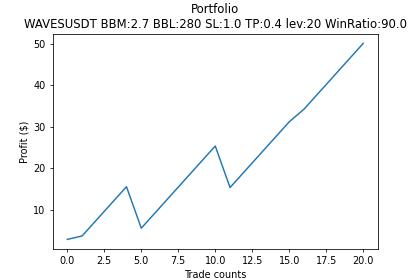 Portfolio
WAVESUSDT BBM:2.7 BBL:280 SL:1.0 TP:0.4 lev:20 WinRatio:90.0
50
40
30
20
10
Profit ($)
0.0 2.5 5.0 7.5 10.0 12.5 15.0 17.5 20.0
Trade counts